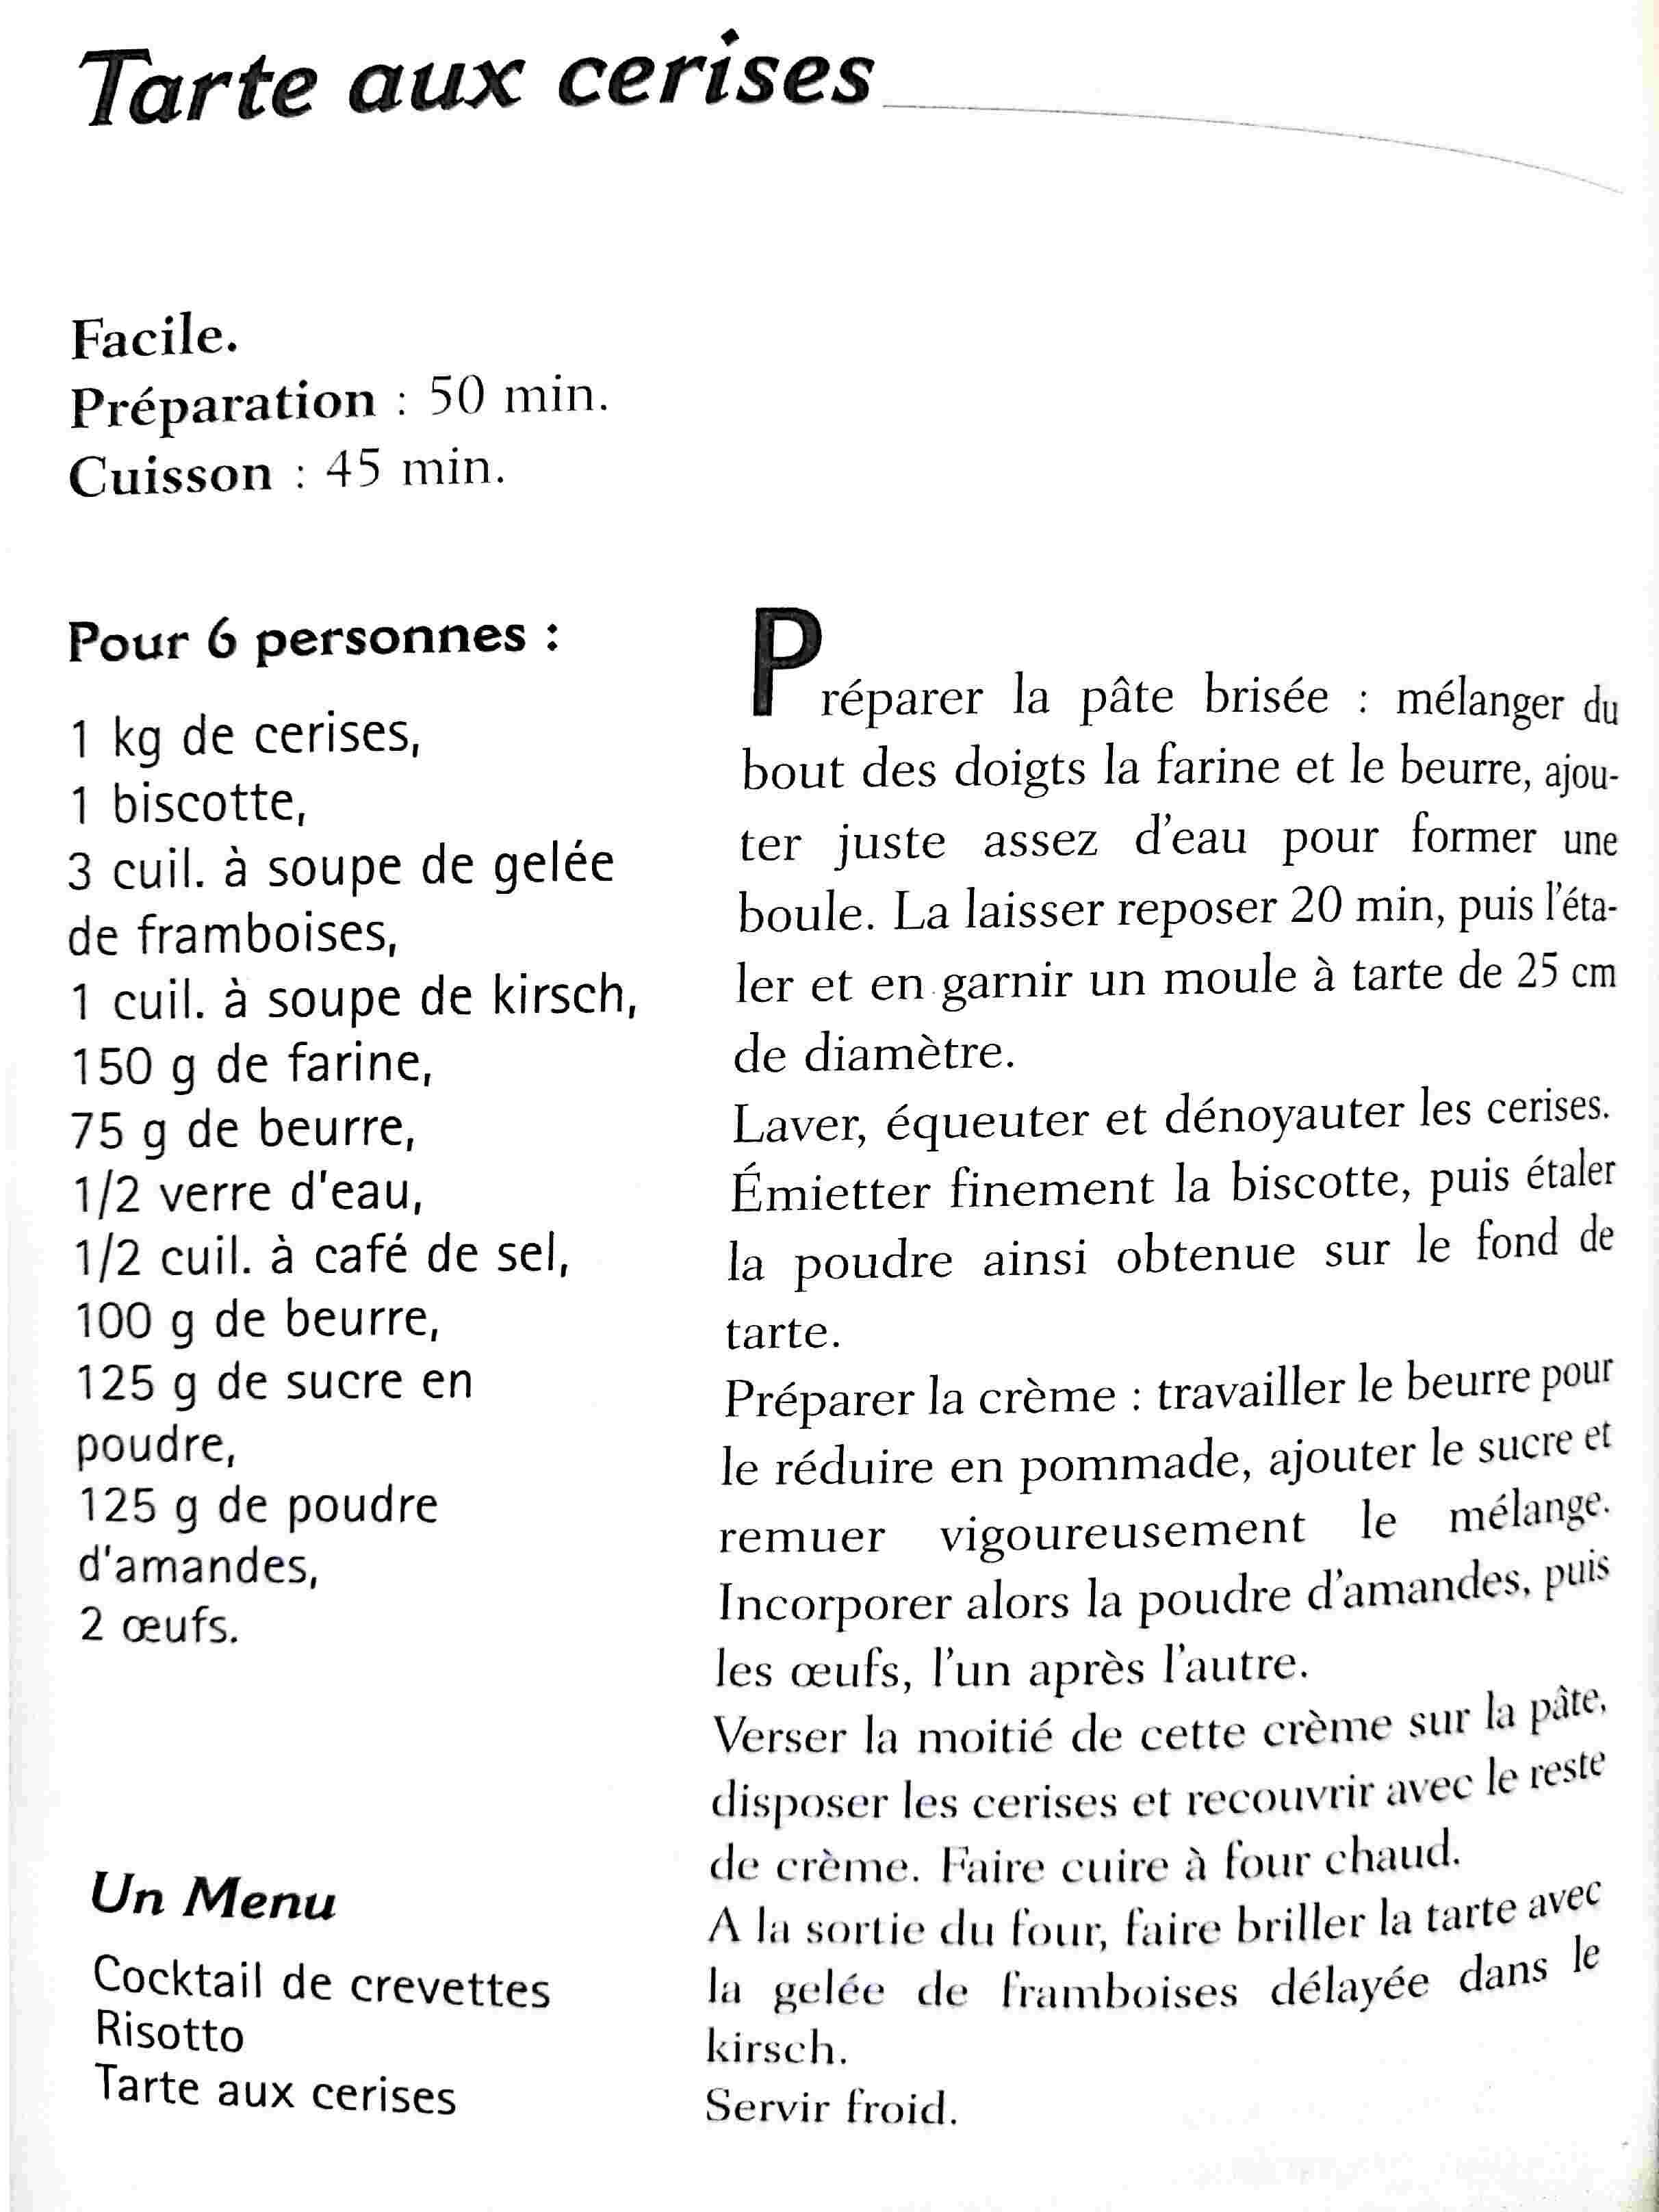 Tarte aux cerises
Facile.
Préparation : 50 min.
Cuisson : 45 min.
Pour 6 personnes :
1 kg de cerises,
1 biscotte,
3 cuil. à soupe de gelée
de framboises,
1 cuil. à soupe de kirsch,
150 g de farine,
75 g de beurre,
1/2 verre d'eau,
1/2 cuil. à café de sel,
100 g de beurre,
125 g de sucre en
poudre,
125 g de poudre
d'amandes,
2 œufs.
Un Menu
Cocktail de crevettes
Risotto
Tarte aux cerises
Préparer la pâte brisée : mélanger du
bout des doigts la farine et le beurre, ajou-
ter juste assez d'eau pour former une
boule. La laisser reposer 20 min, puis l'éta-
ler et en garnir un moule à tarte de 25 cm
de diamètre.
Laver, équeuter et dénoyauter les cerises.
Émietter finement la biscotte, puis étaler
la poudre ainsi obtenue sur le fond de
tarte.
Préparer la crème : travailler le beurre pour
le réduire en pommade, ajouter le sucre et
remuer vigoureusement le mélange.
Incorporer alors la poudre d'amandes, puis
les œufs, l'un après l'autre.
Verser la moitié de cette crème sur la pâte,
disposer les cerises et recouvrir avec le reste
de crème. Faire cuire à four chaud.
A la sortie du four, faire briller la tarte avec
la gelée de framboises délayée dans le
kirsch.
Servir froid.